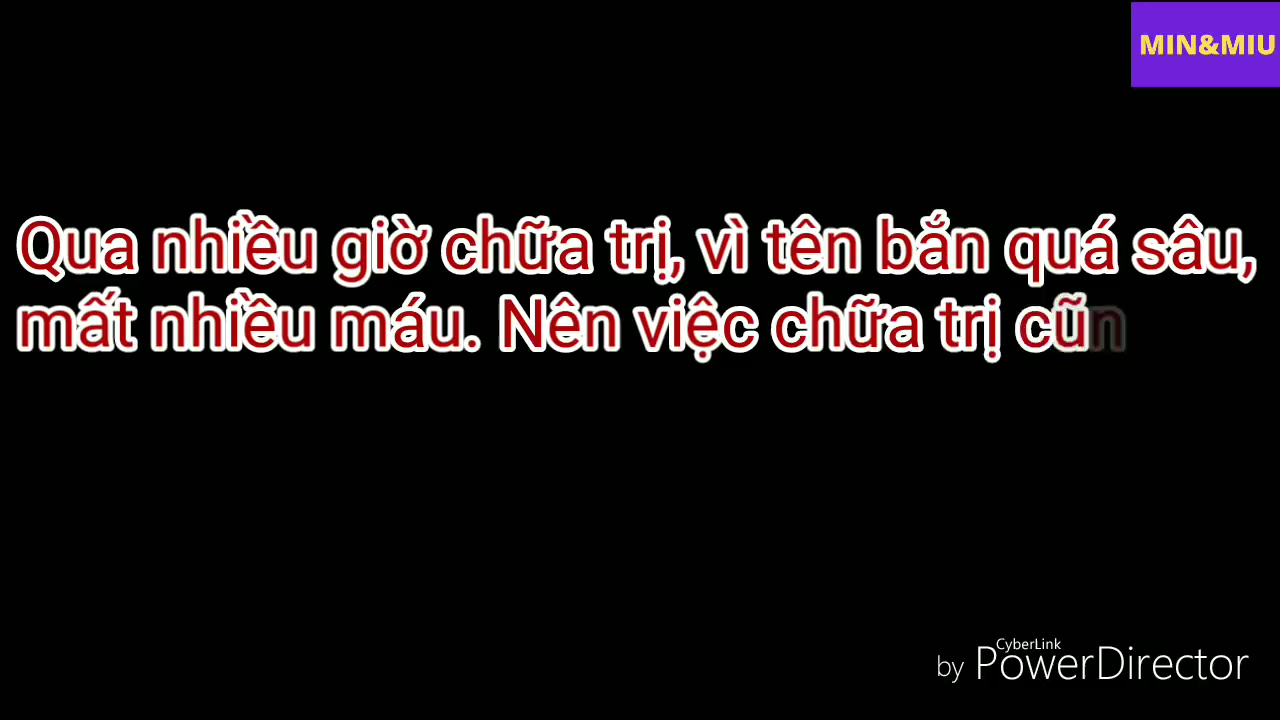 MIN&MIU
Qua nhiều giờ chữa trị, vì tên bắn quá sâu,
mất nhiều máu. Nên việc chữa trị cũn
CyberLink
by PowerDirector